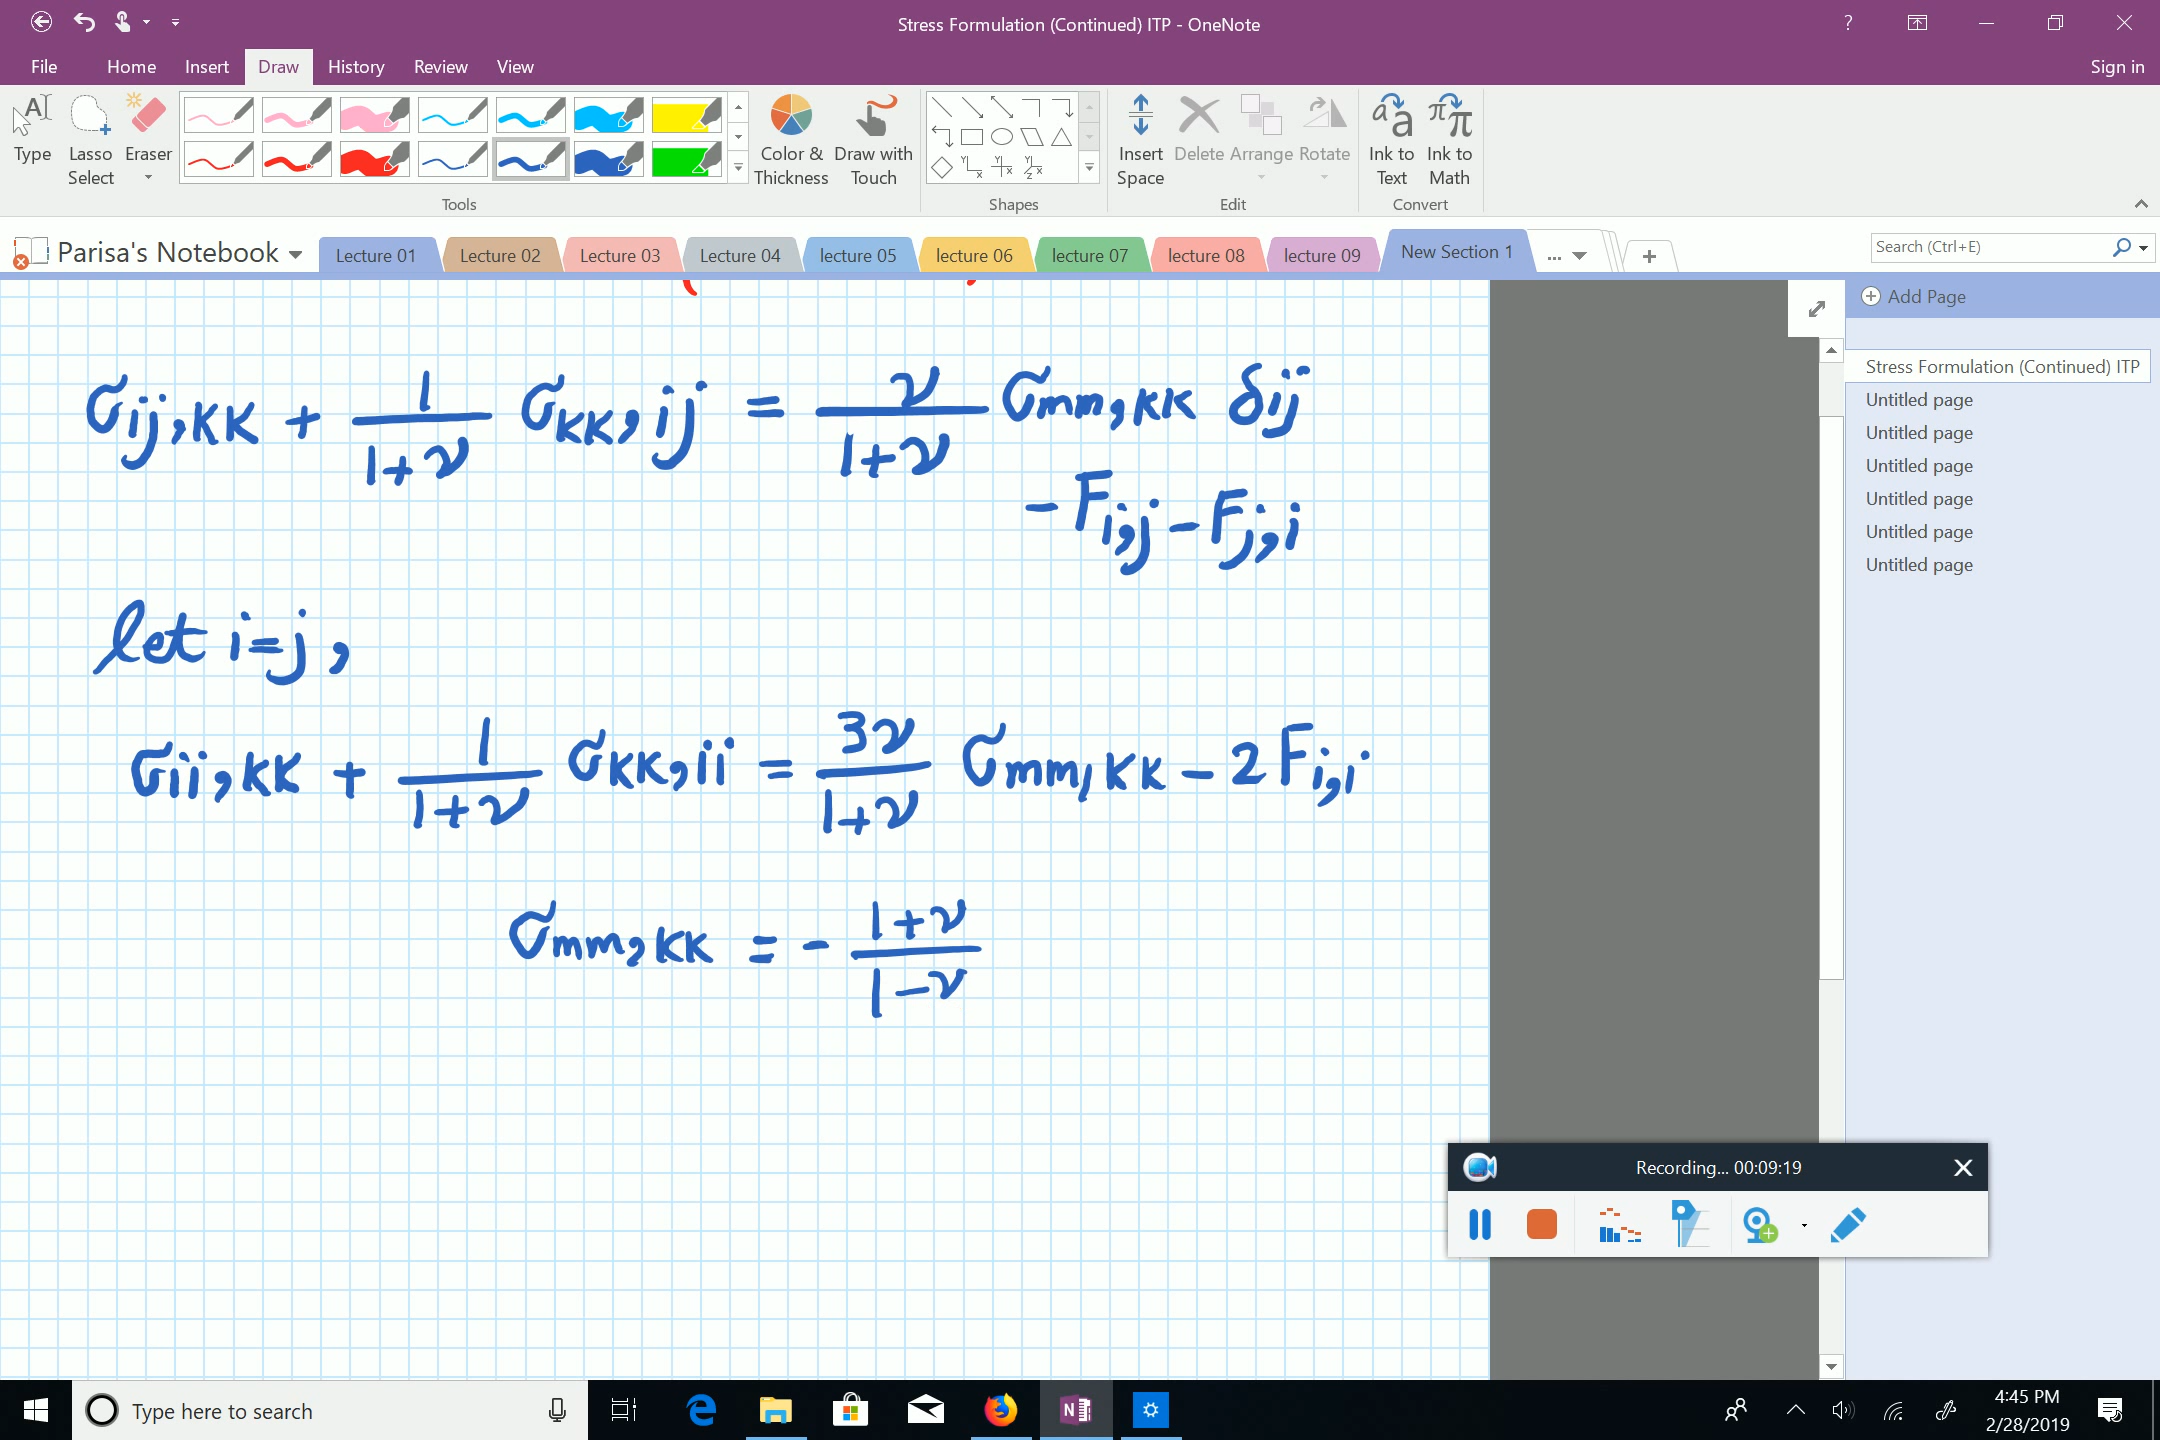 Stress Formulation (Continued) ITP - OneNote
File Home Insert Draw History Review View Sign in
Type Lasso Select Eraser Color & Thickness Draw with Touch Insert Space Delete Arrange Rotate Ink to Text Ink to Math
Tools Shapes Edit Convert
Parisa's Notebook Lecture 01 Lecture 02 Lecture 03 Lecture 04 lecture 05 lecture 06 lecture 07 lecture 08 lecture 09 New Section 1 ... Search (Ctrl+E)
Add Page
Stress Formulation (Continued) ITP
Untitled page
Untitled page
Untitled page
Untitled page
Untitled page
Untitled page
σij,kk + 1/(1+ν) σkk,ij = ν/(1+ν) σmm,kk δij
- Fi,j - Fj,i
let i=j,
σii,kk + 1/(1+ν) σkk,ii = 3ν/(1+ν) σmm,kk - 2Fi,i
σmm,kk = - (1+ν)/(1-ν)
Recording... 00:09:19
Type here to search
4:45 PM
2/28/2019